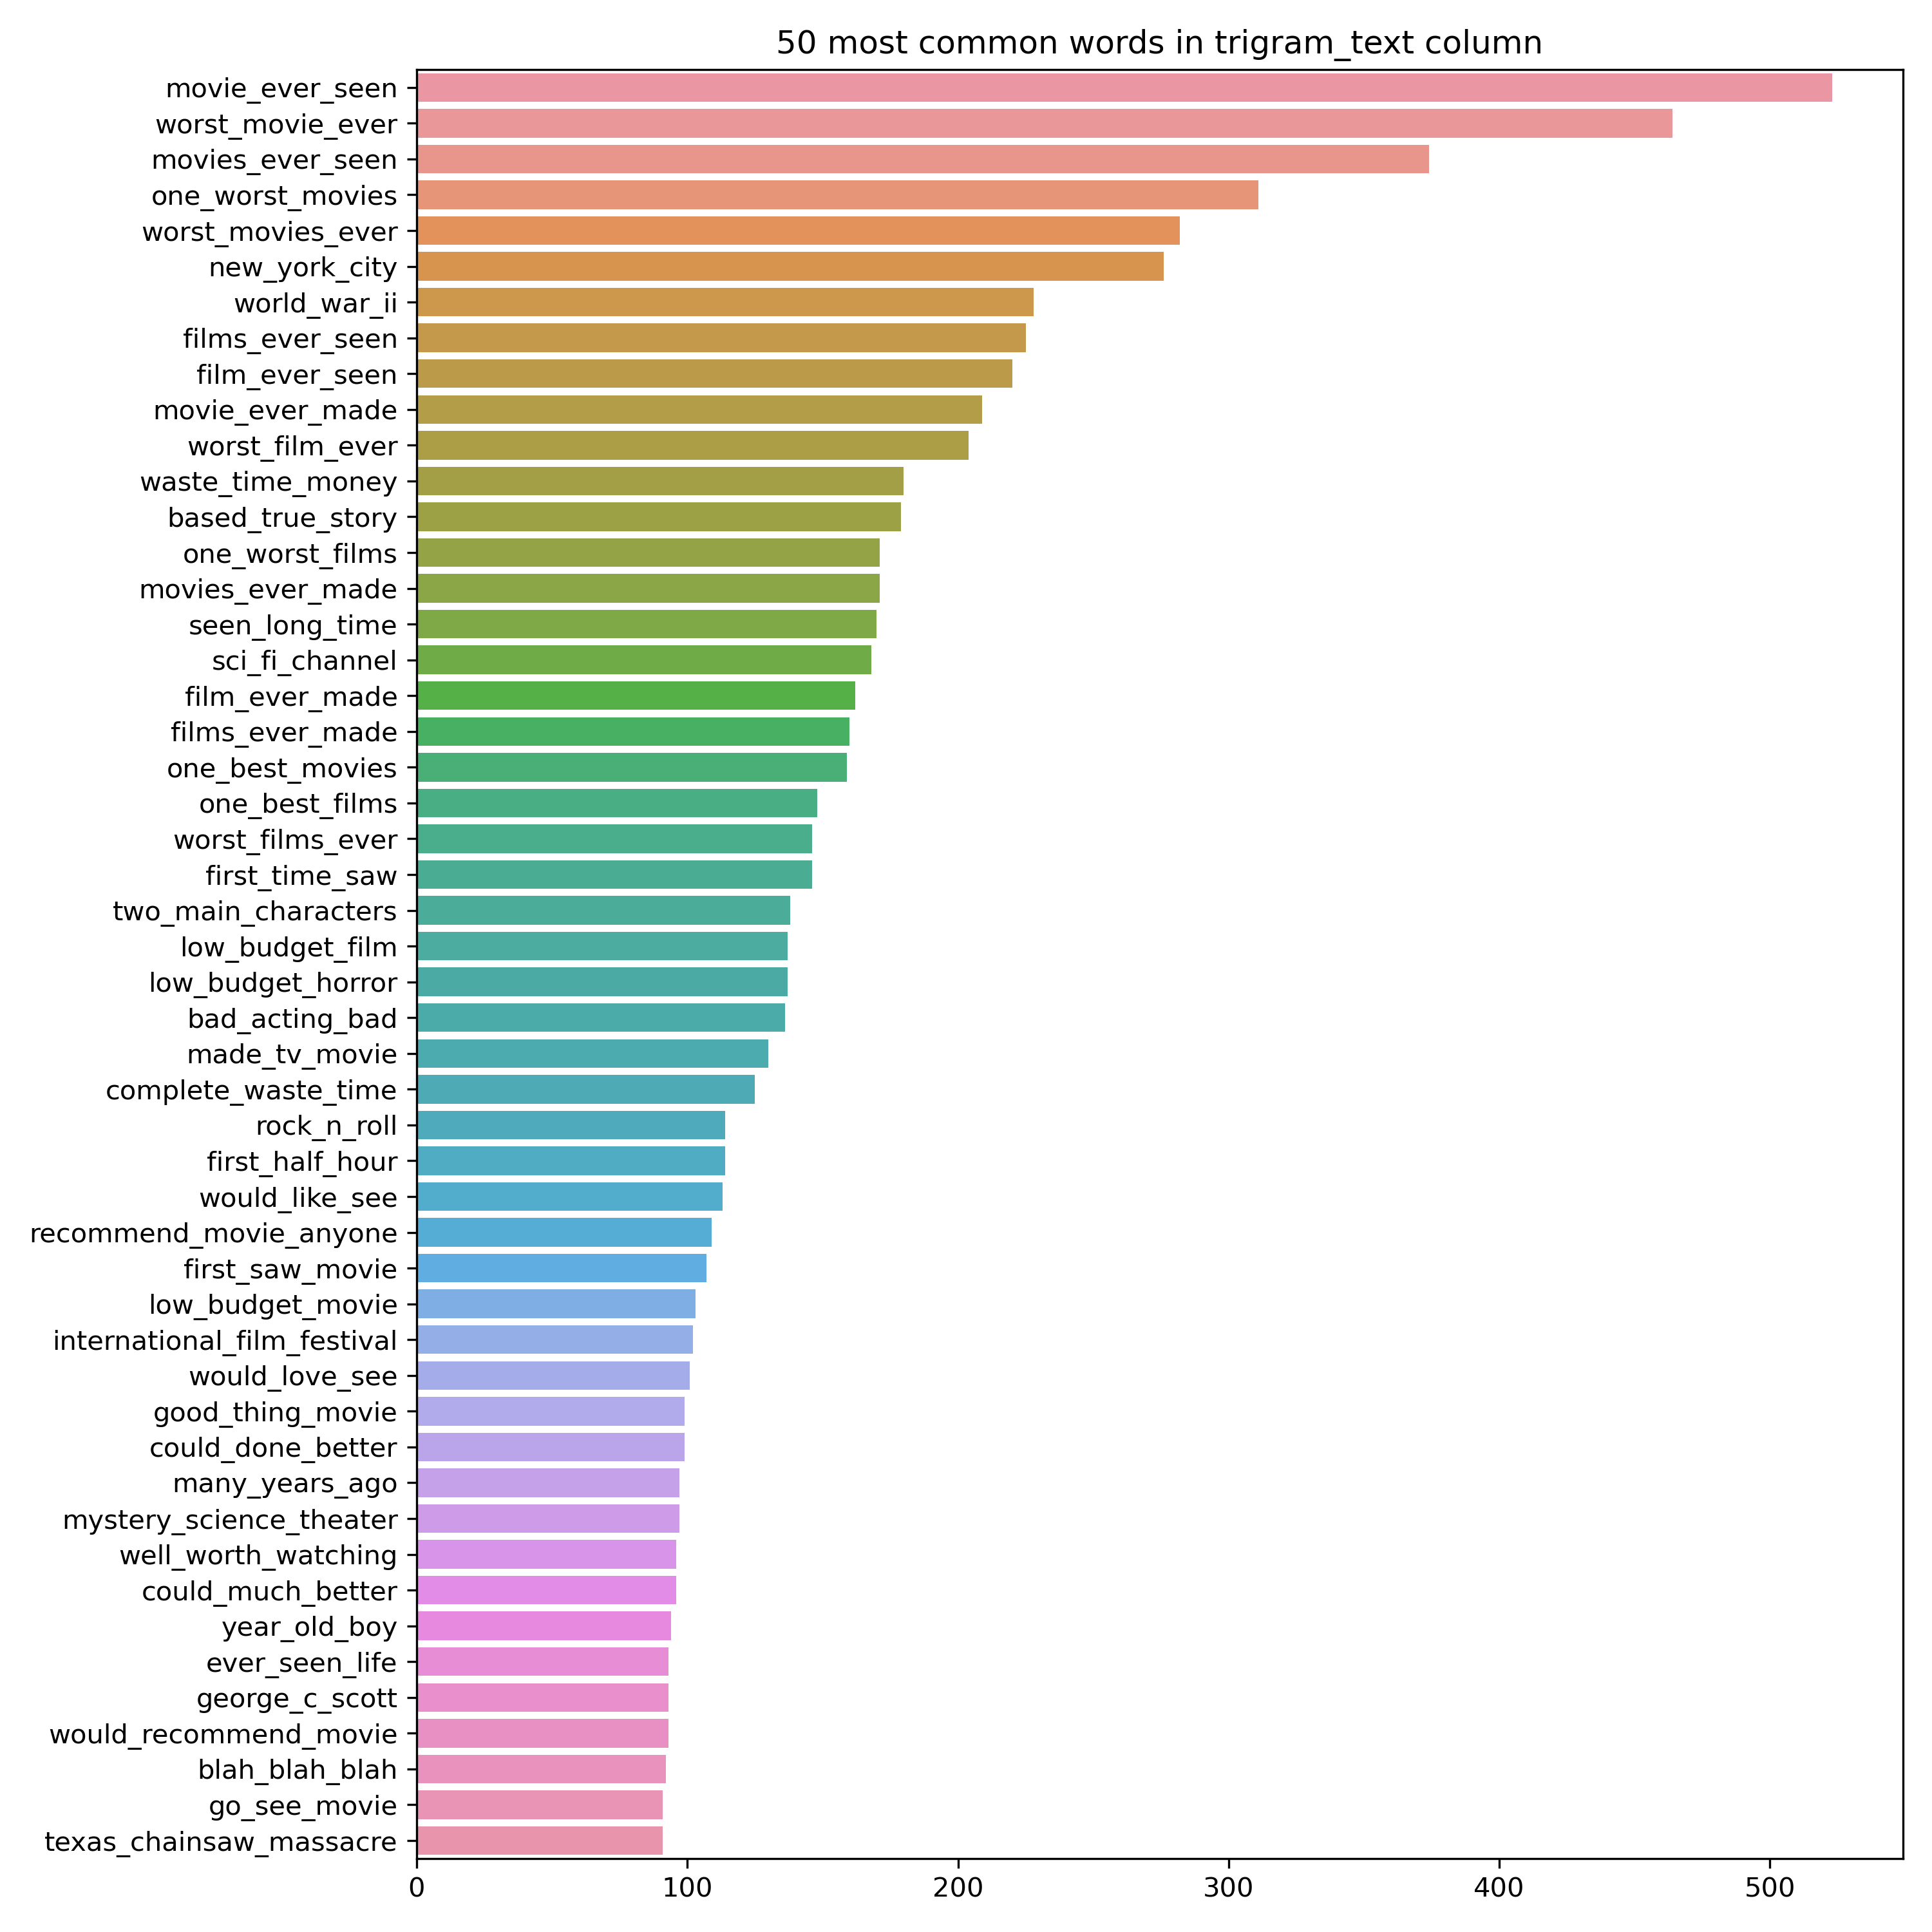 50 most common words in trigram_text column
movie_ever_seen
worst_movie_ever
movies_ever_seen
one_worst_movies
worst_movies_ever
new_york_city
world_war_ii
films_ever_seen
film_ever_seen
movie_ever_made
worst_film_ever
waste_time_money
based_true_story
one_worst_films
movies_ever_made
seen_long_time
sci_fi_channel
film_ever_made
films_ever_made
one_best_movies
one_best_films
worst_films_ever
first_time_saw
two_main_characters
low_budget_film
low_budget_horror
bad_acting_bad
made_tv_movie
complete_waste_time
rock_n_roll
first_half_hour
would_like_see
recommend_movie_anyone
first_saw_movie
low_budget_movie
international_film_festival
would_love_see
good_thing_movie
could_done_better
many_years_ago
mystery_science_theater
well_worth_watching
could_much_better
year_old_boy
ever_seen_life
george_c_scott
would_recommend_movie
blah_blah_blah
go_see_movie
texas_chainsaw_massacre
0 100 200 300 400 500